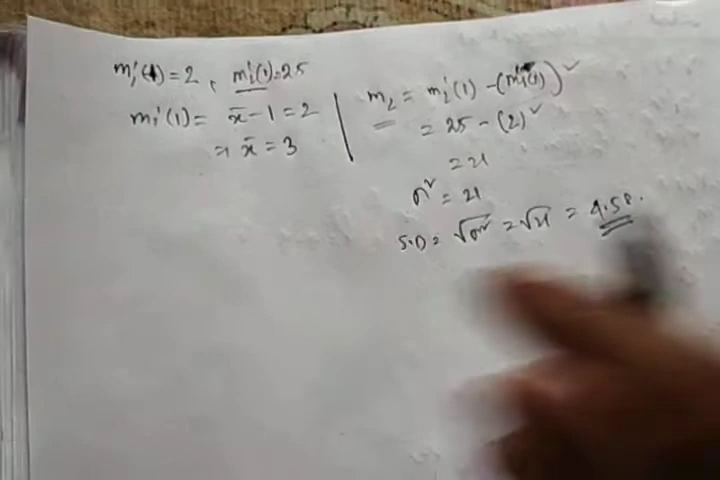 m₁'(1) = 2, m₂'(1) = 25
m₁'(1) = x̄ - 1 = 2
⇒ x̄ = 3
m₂ = m₂'(1) - (m₁'(1))²
= 25 - (2)²
= 21
σ² = 21
S.D = √σ² = √21 = 4.58.